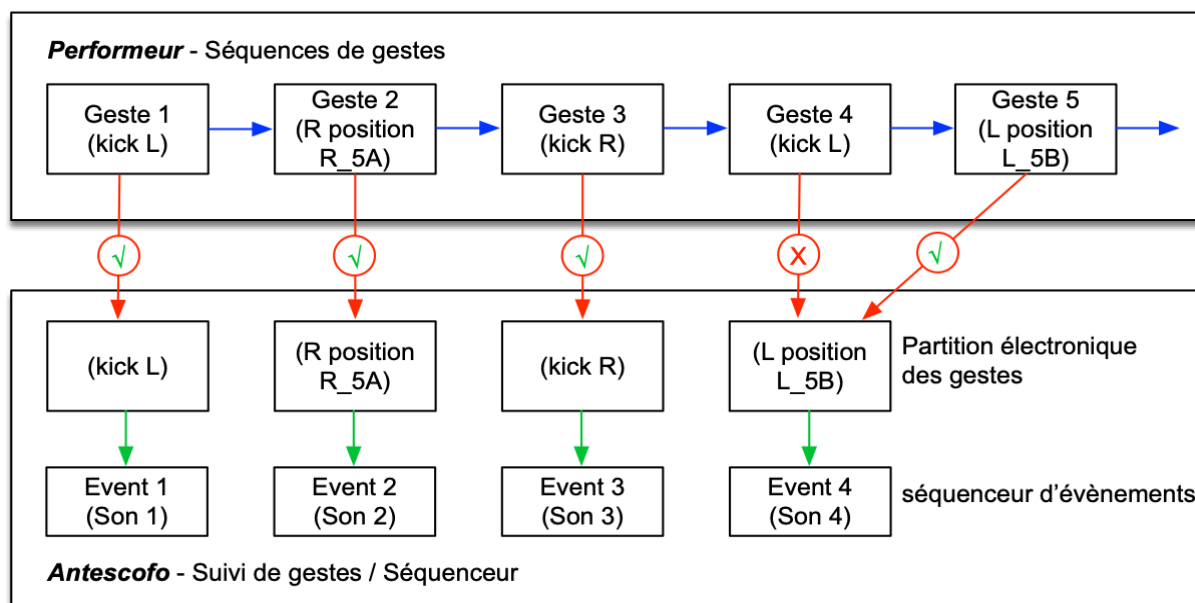 Performeur - Séquences de gestes
Geste 1
(kick L)
Geste 2
(R position
R_5A)
Geste 3
(kick R)
Geste 4
(kick L)
Geste 5
(L position
L_5B)
√
√
√
X
√
(kick L)
(R position
R_5A)
(kick R)
(L position
L_5B)
Partition électronique
des gestes
Event 1
(Son 1)
Event 2
(Son 2)
Event 3
(Son 3)
Event 4
(Son 4)
séquenceur d'évènements
Antescofo - Suivi de gestes / Séquenceur